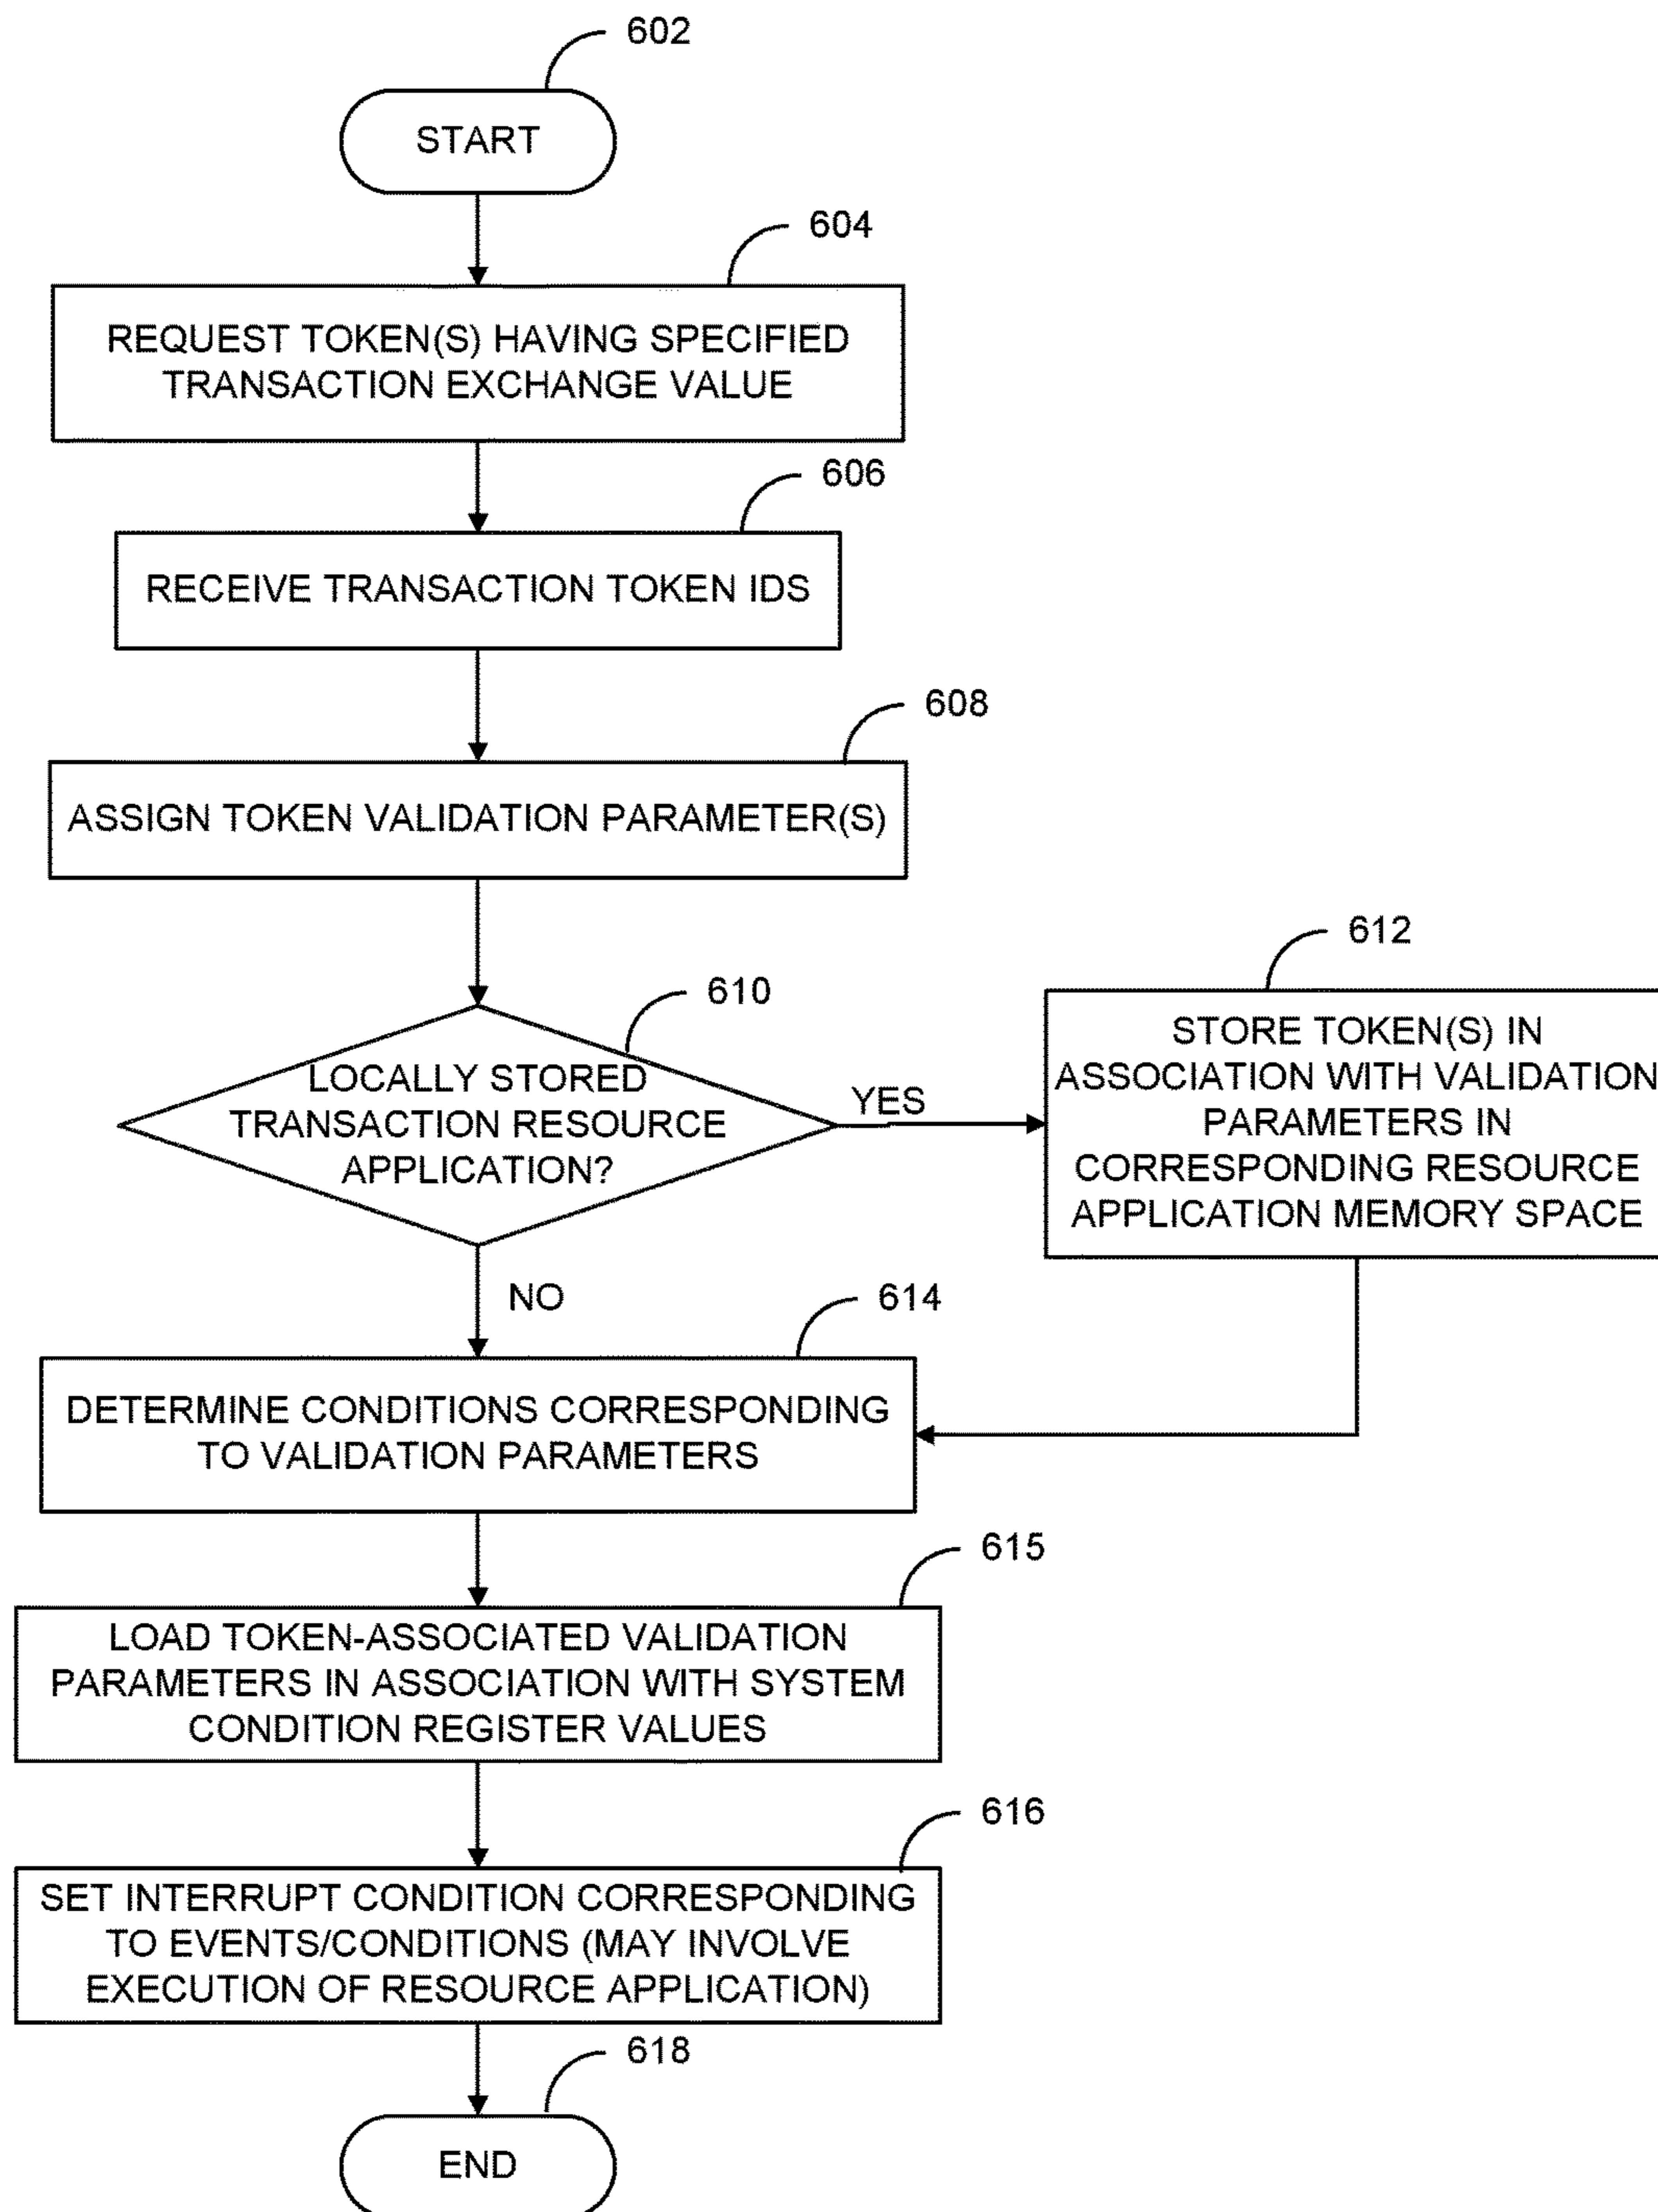 602
START
604
REQUEST TOKEN(S) HAVING SPECIFIED
TRANSACTION EXCHANGE VALUE
606
RECEIVE TRANSACTION TOKEN IDS
608
ASSIGN TOKEN VALIDATION PARAMETER(S)
610
LOCALLY STORED
TRANSACTION RESOURCE
APPLICATION?
YES
612
STORE TOKEN(S) IN
ASSOCIATION WITH VALIDATION
PARAMETERS IN
CORRESPONDING RESOURCE
APPLICATION MEMORY SPACE
NO
614
DETERMINE CONDITIONS CORRESPONDING
TO VALIDATION PARAMETERS
615
LOAD TOKEN-ASSOCIATED VALIDATION
PARAMETERS IN ASSOCIATION WITH SYSTEM
CONDITION REGISTER VALUES
616
SET INTERRUPT CONDITION CORRESPONDING
TO EVENTS/CONDITIONS (MAY INVOLVE
EXECUTION OF RESOURCE APPLICATION)
618
END